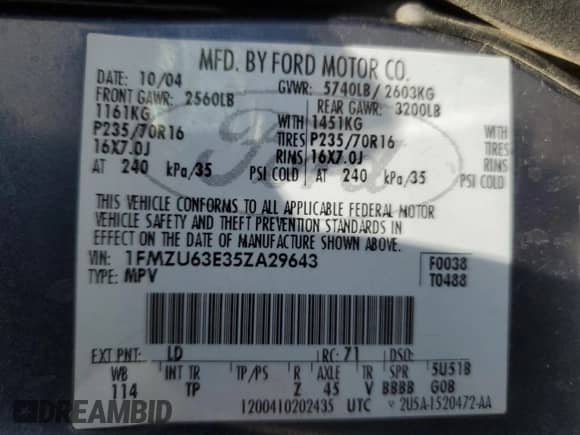 MFD. BY FORD MOTOR CO.
DATE: 10/04 GVWR: 5740LB / 2603KG
FRONT GAWR: 2560LB REAR GAWR: 3200LB
1161KG WITH 1451KG WITH
P235/70R16 TIRES P235/70R16 TIRES
16X7.0J RIMS 16X7.0J RIMS
AT 240 kPa/35 PSI COLD AT 240 kPa/35 PSI COLD
Ford
THIS VEHICLE CONFORMS TO ALL APPLICABLE FEDERAL MOTOR
VEHICLE SAFETY AND THEFT PREVENTION STANDARDS IN EFFECT
ON THE DATE OF MANUFACTURE SHOWN ABOVE.
VIN: 1FMZU63E35ZA29643 F0038
TYPE: MPV T0488
EXT PNT: LD RC: 71 DSO:
WB INT TR TP/PS R AXLE TR SPR 5U51B
114 TP Z 45 V BBBB G08
1200410202435 UTC 2U5A-1520472-AA
DREAMBID